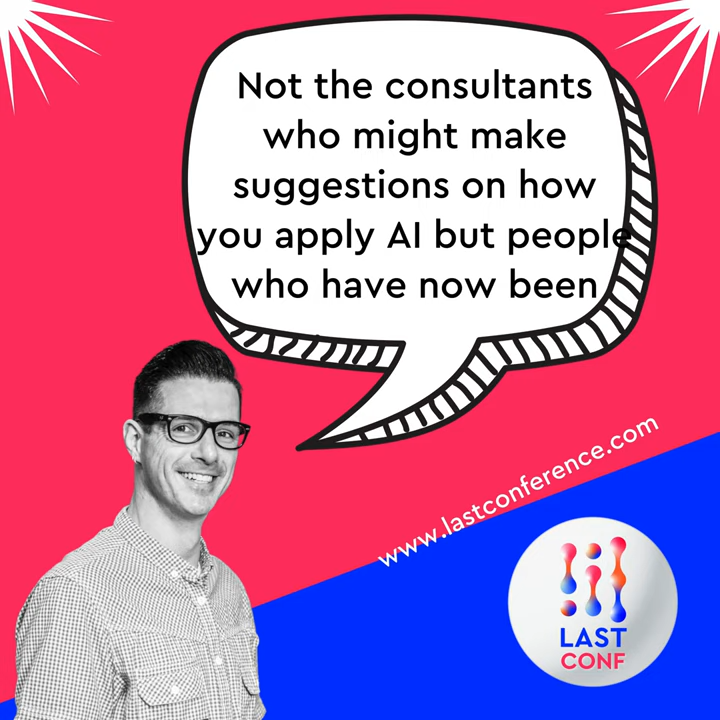 Not the consultants
who might make
suggestions on how
you apply AI but people
who have now been
www.lastconference.com
LAST
CONF